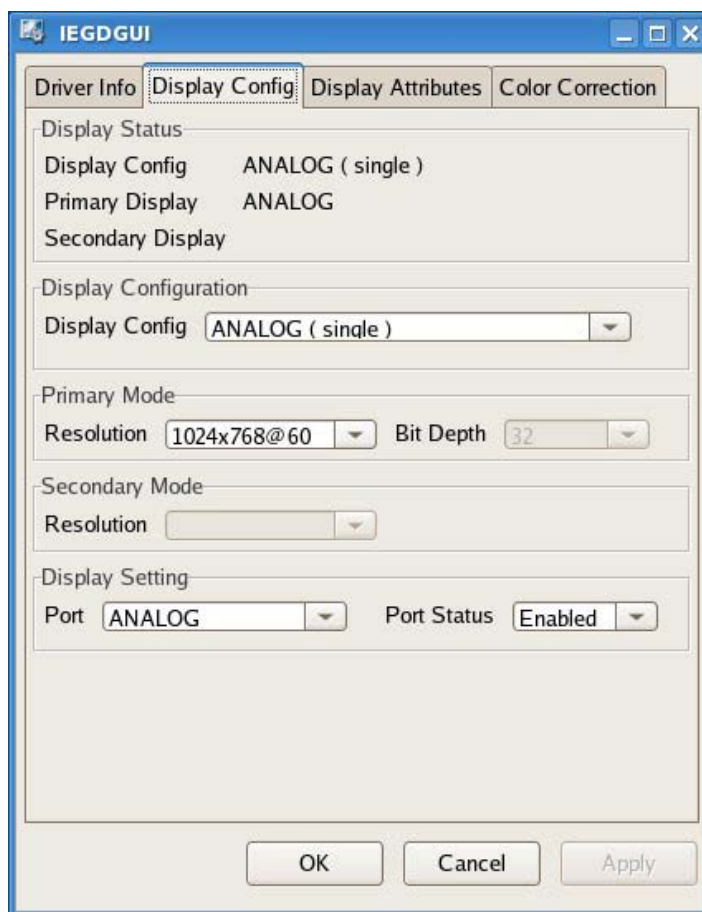 IEGDGUI
Driver Info Display Config Display Attributes Color Correction
Display Status
Display Config ANALOG ( single )
Primary Display ANALOG
Secondary Display
Display Configuration
Display Config ANALOG ( single )
Primary Mode
Resolution 1024x768@60 Bit Depth 32
Secondary Mode
Resolution
Display Setting
Port ANALOG Port Status Enabled
OK Cancel Apply